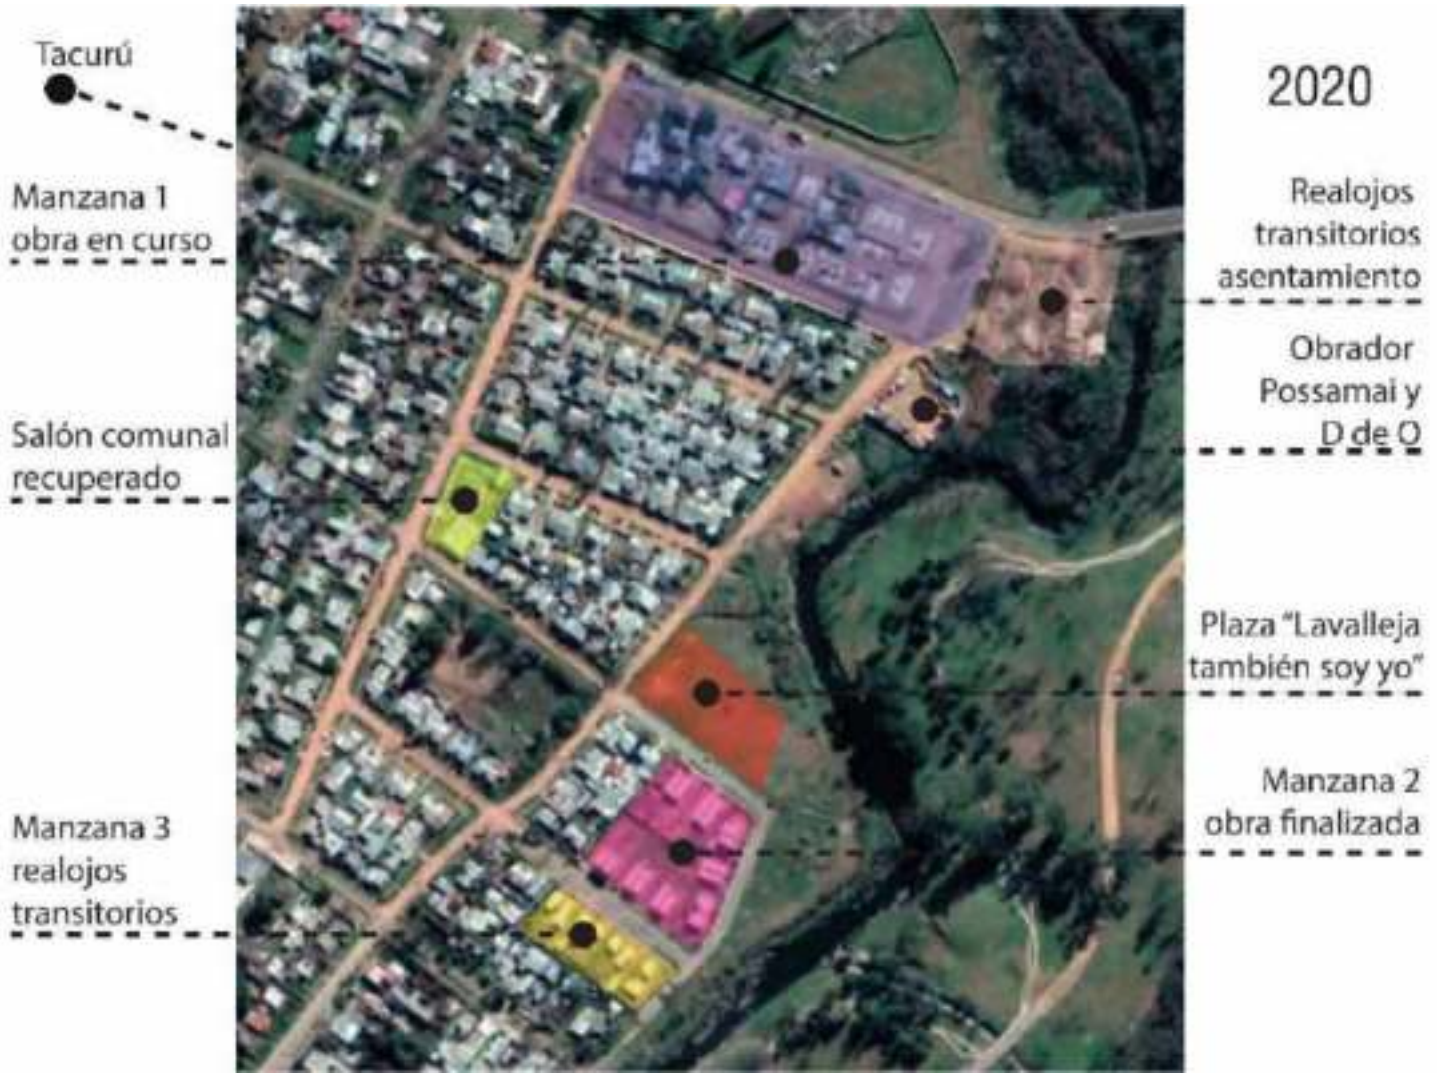 Tacurú
Manzana 1
obra en curso
Salón comunal
recuperado
Manzana 3
realojos
transitorios
2020
Realojos
transitorios
asentamiento
Obrador
Possamai y
D de O
Plaza “Lavalleja
también soy yo”
Manzana 2
obra finalizada